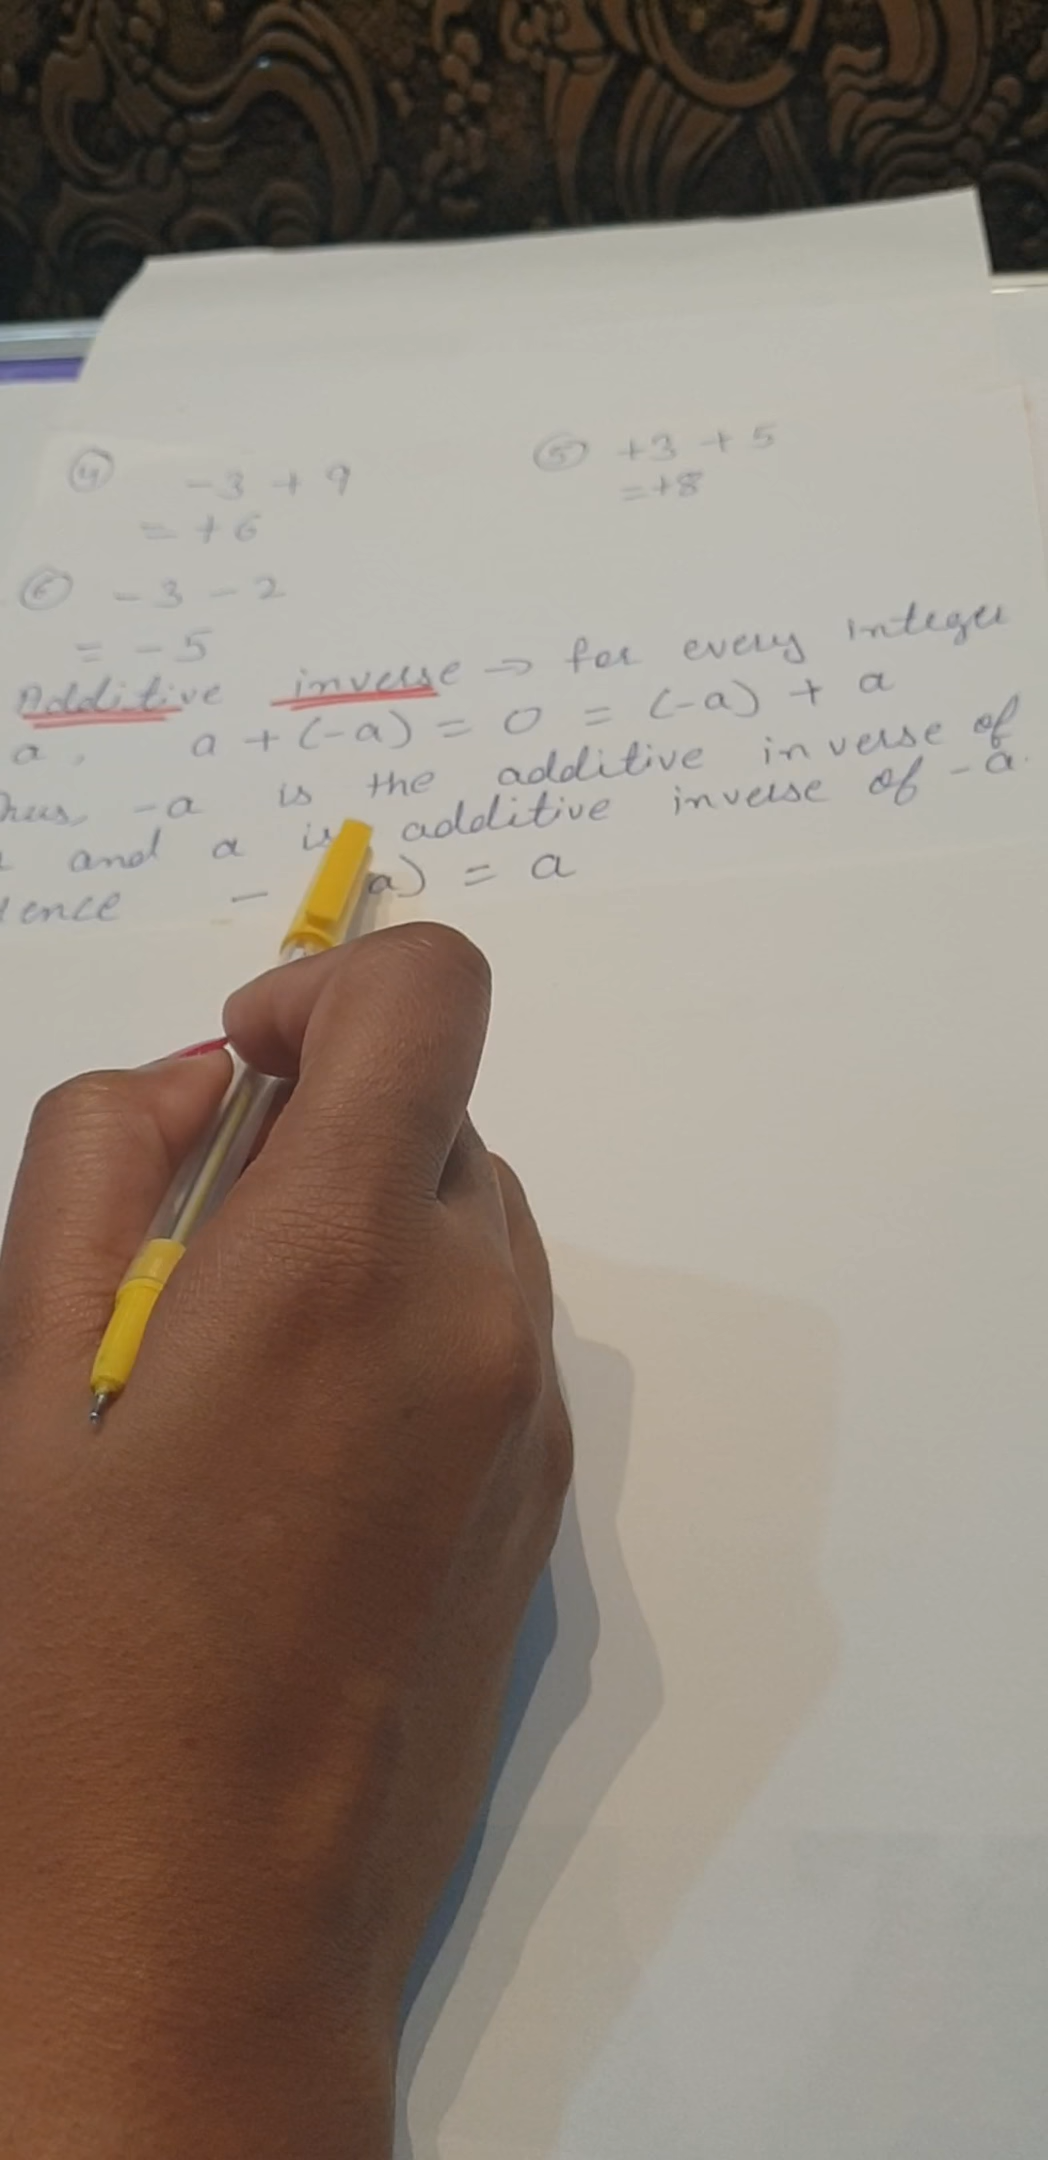 ④ -3 + 9
= +6
⑤ +3 + 5
= +8
⑥ -3 - 2
= -5
Additive inverse → for every integer
a, a + (-a) = 0 = (-a) + a
-a is the additive inverse of
and a is additive inverse of -a.
- a) = a